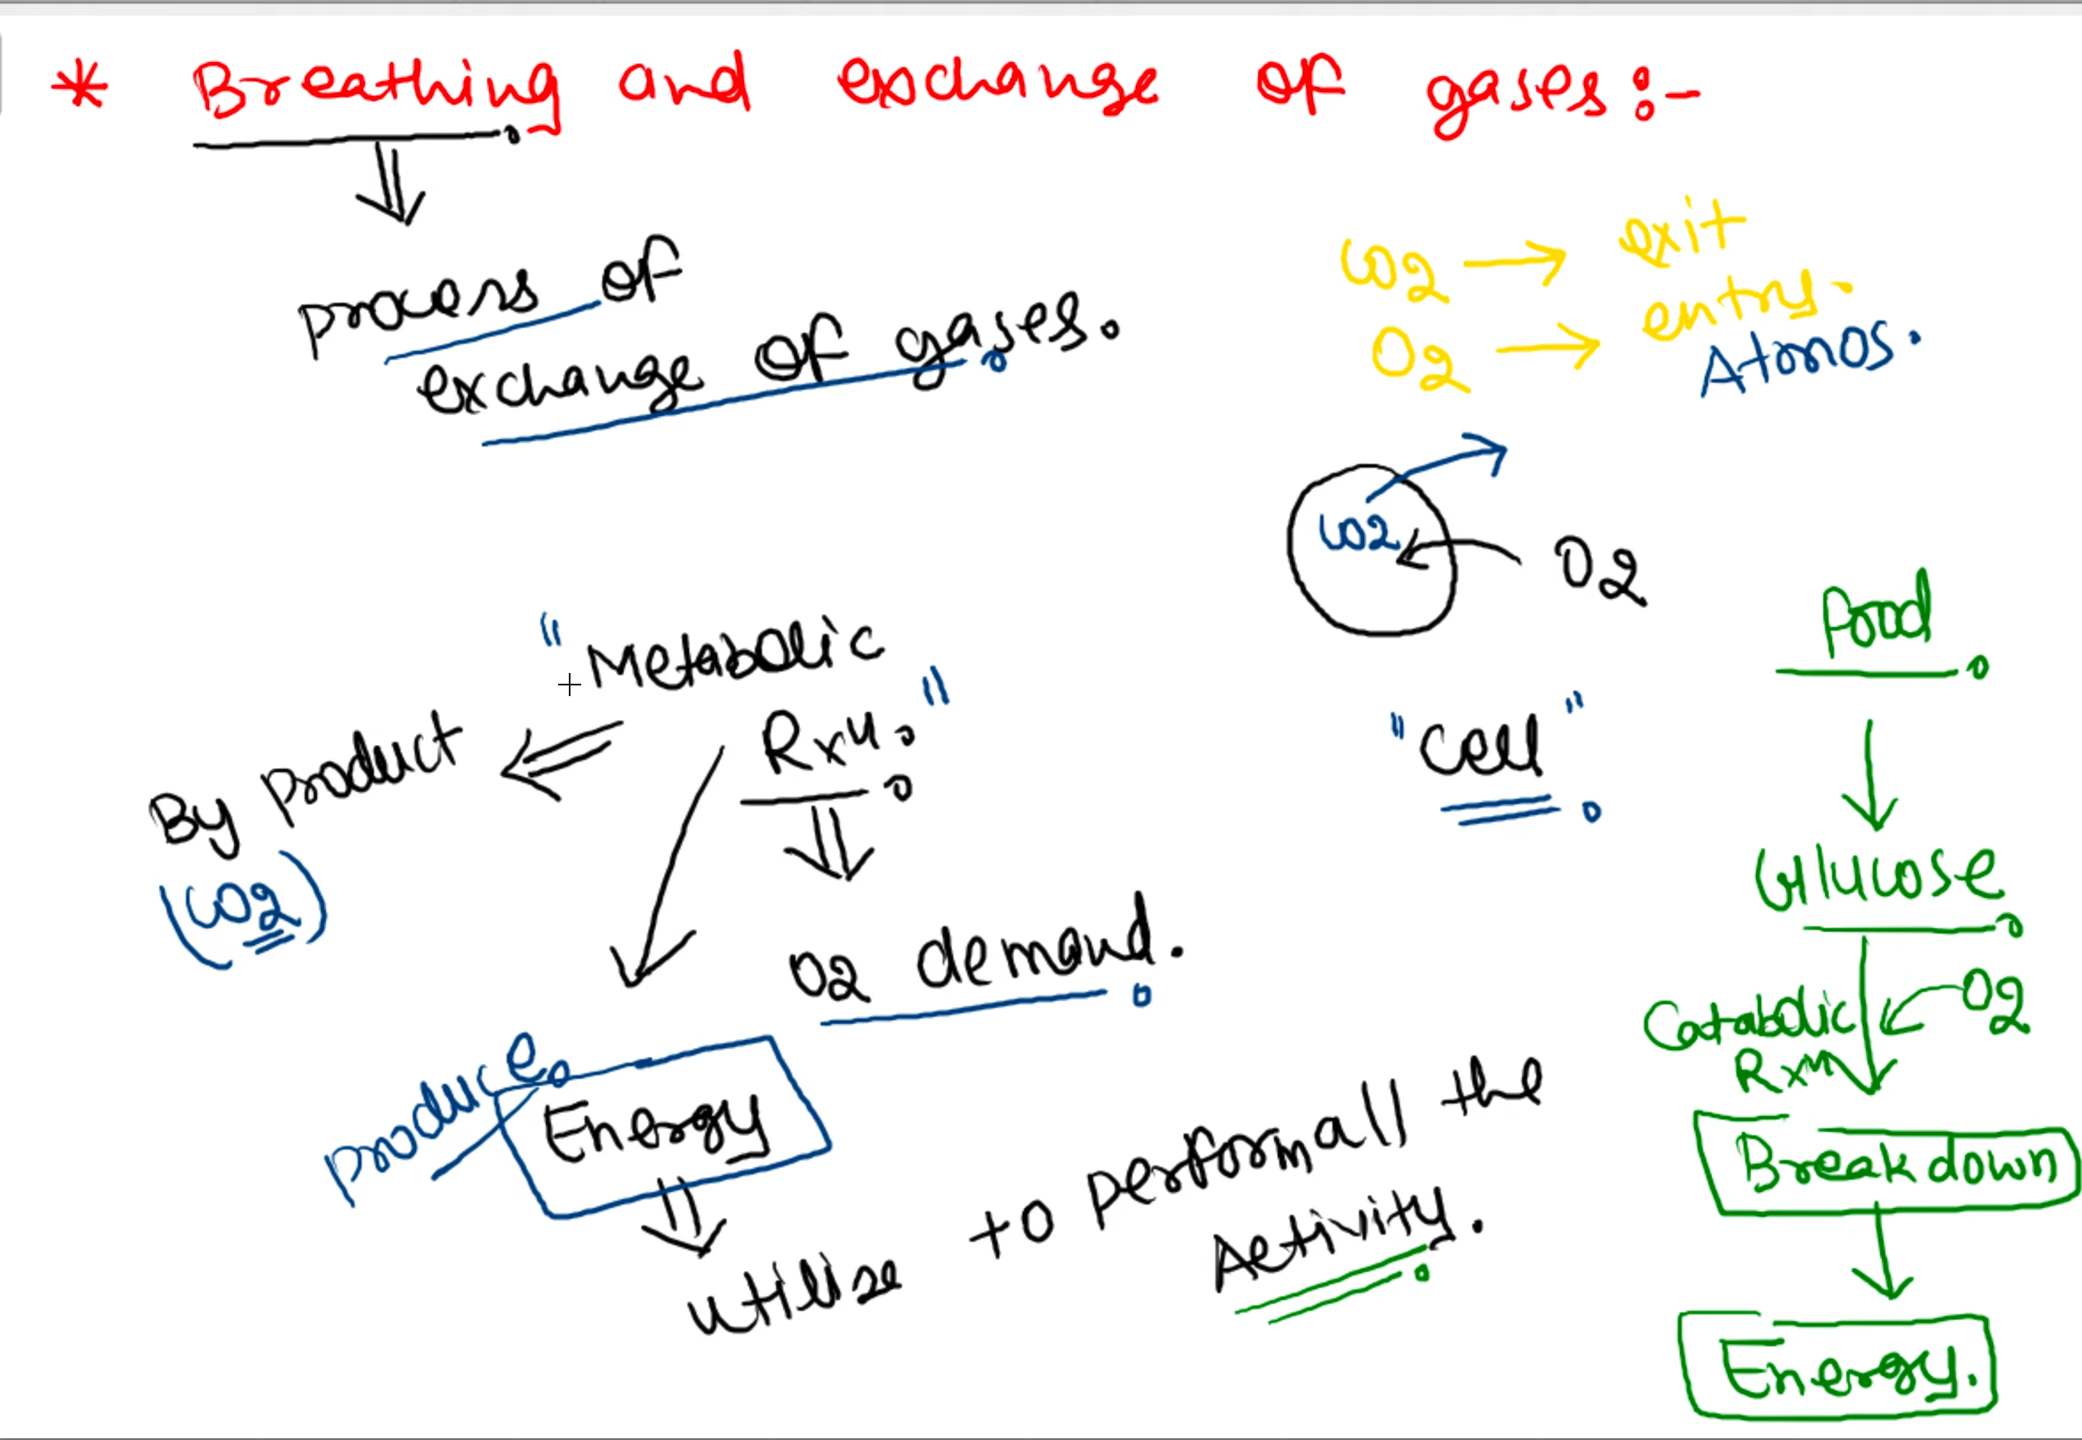 * Breathing and exchange of gases:-
process of
exchange of gases.
CO2 → exit
O2 → entry.
Atmos.
CO2
O2
"Cell"
"Metabolic
Rxn."
By product
(CO2)
O2 demand.
produce
Energy
utilise to perform all the
Activity.
food
Glucose
Catabolic
Rxn
O2
Breakdown
Energy.